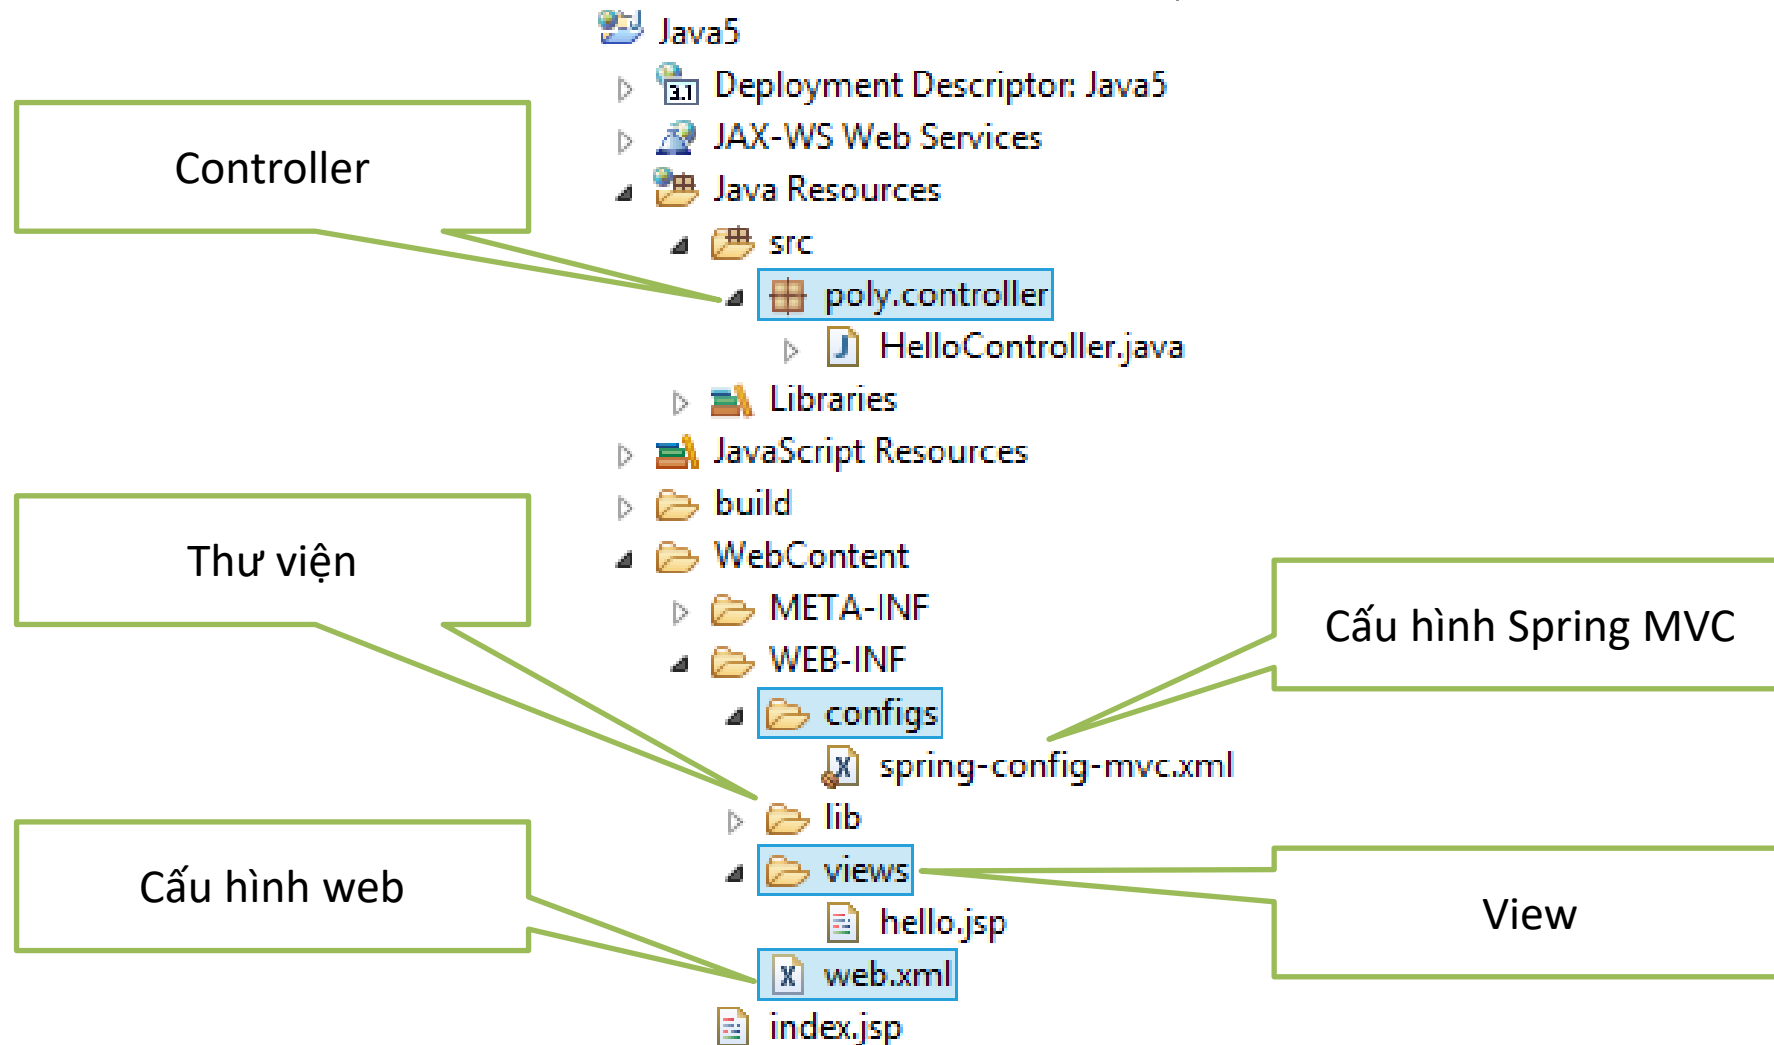 Java5
Deployment Descriptor: Java5
3.1
JAX-WS Web Services
Java Resources
src
poly.controller
J
HelloController.java
Libraries
JavaScript Resources
build
WebContent
META-INF
WEB-INF
configs
X
spring-config-mvc.xml
lib
views
hello.jsp
X
web.xml
index.jsp
Controller
Thư viện
Cấu hình web
Cấu hình Spring MVC
View